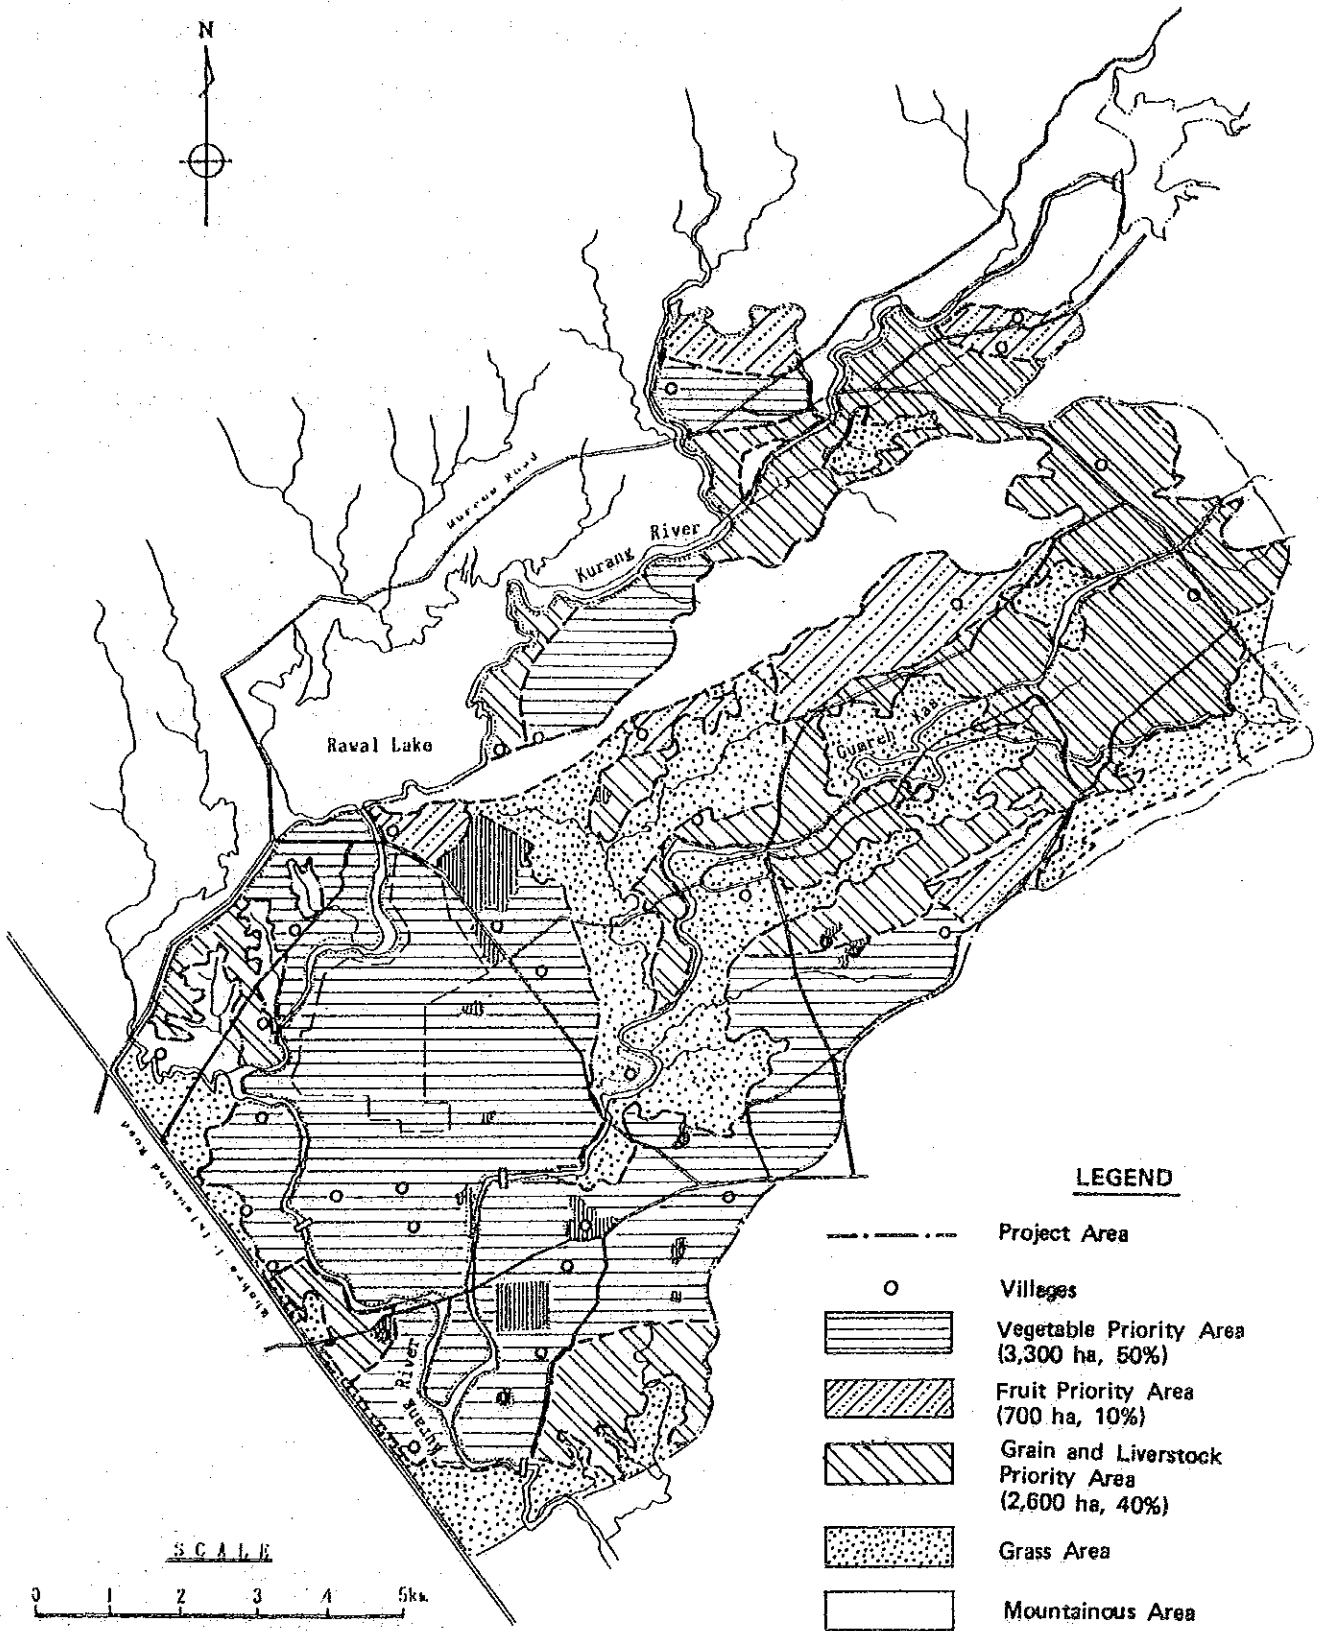 N
Murree Road
Kurang River
Rawal Lake
Gumreh Kas
Kurang River
LEGEND
Project Area
Villages
Vegetable Priority Area
(3,300 ha, 50%)
Fruit Priority Area
(700 ha, 10%)
Grain and Liverstock
Priority Area
(2,600 ha, 40%)
Grass Area
Mountainous Area
SCALE
0 1 2 3 4 5km.